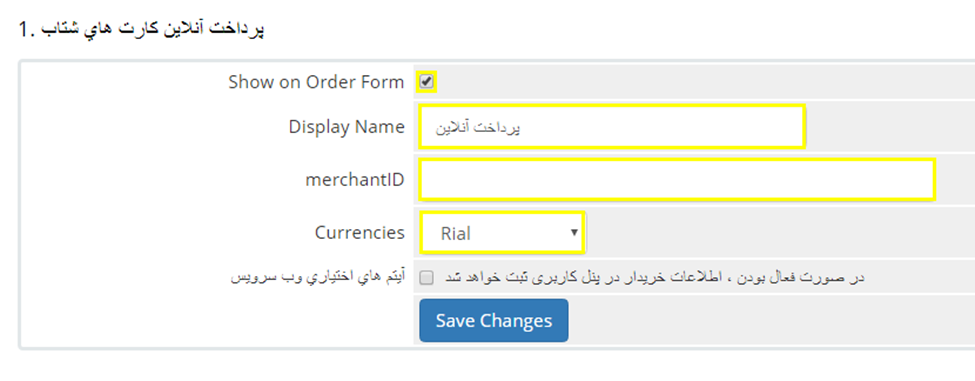 1. پرداخت آنلاين كارت هاي شتاب
Show on Order Form
Display Name پرداخت آنلاین
merchantID
Currencies Rial
آيتم هاي اختياري وب سرويس در صورت فعال بودن ، اطلاعات خریدار در پنل کاربری ثبت خواهد شد
Save Changes